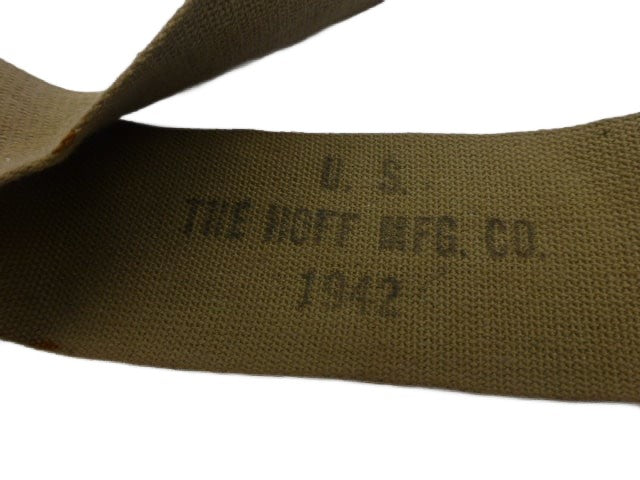 U. S.
THE HOFF MFG. CO.
1942